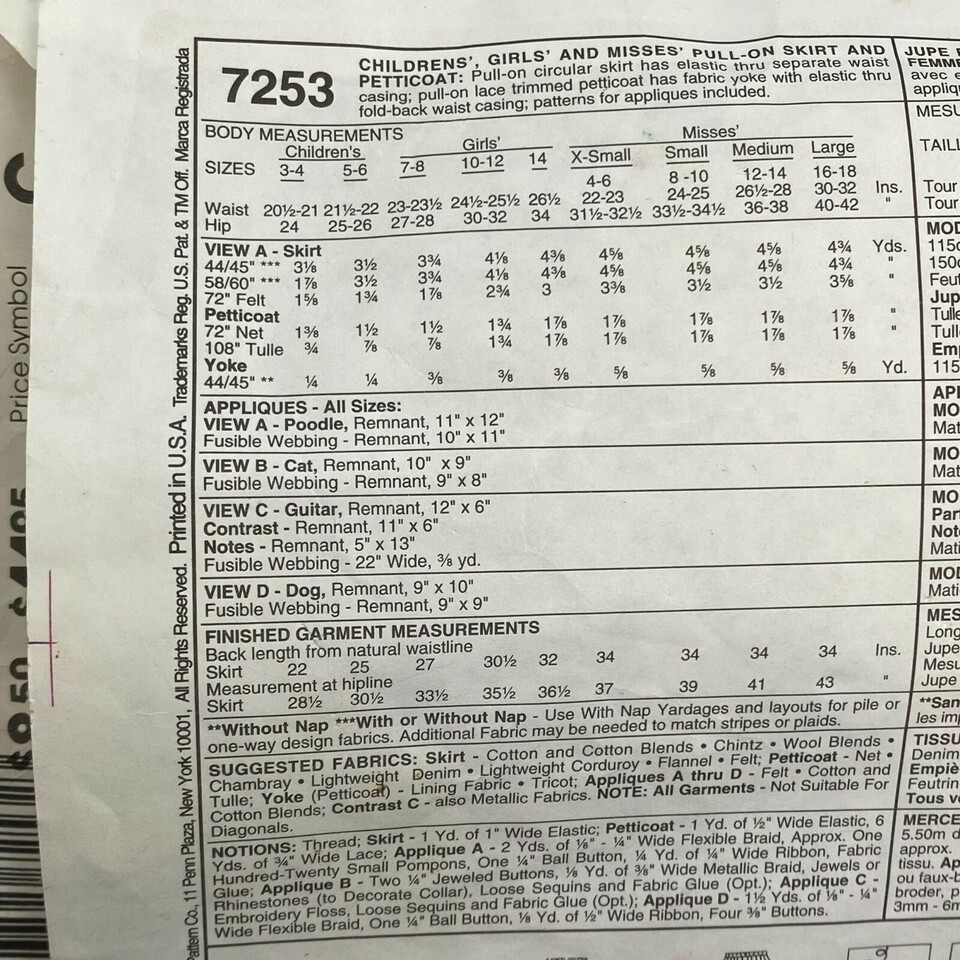 7253
CHILDRENS', GIRLS' AND MISSES' PULL-ON SKIRT AND
PETTICOAT: Pull-on circular skirt has elastic thru separate waist
casing; pull-on lace trimmed petticoat has fabric yoke with elastic thru
fold-back waist casing; patterns for appliques included.
BODY MEASUREMENTS
Children's Girls' Misses'
SIZES 3-4 5-6 7-8 10-12 14 X-Small Small Medium Large
4-6 8 -10 12-14 16-18
Waist 20½-21 21½-22 23-23½ 24½-25½ 26½ 22-23 24-25 26½-28 30-32 Ins.
Hip 24 25-26 27-28 30-32 34 31½-32½ 33½-34½ 36-38 40-42 "
VIEW A - Skirt
44/45" *** 3⅛ 3½ 3¾ 4⅛ 4⅜ 4⅝ 4⅝ 4⅝ 4¾ Yds.
58/60" *** 1⅞ 3½ 3¾ 4⅛ 4⅜ 4⅝ 4⅝ 4⅝ 4¾ "
72" Felt 1⅝ 1¾ 1⅞ 2¾ 3 3⅜ 3½ 3½ 3⅝ "
Petticoat
72" Net 1⅜ 1½ 1½ 1¾ 1⅞ 1⅞ 1⅞ 1⅞ 1⅞ "
108" Tulle ¾ ⅞ ⅞ 1¾ 1⅞ 1⅞ 1⅞ 1⅞ 1⅞ "
Yoke
44/45" ** ¼ ¼ ⅜ ⅜ ⅜ ⅝ ⅝ ⅝ ⅝ Yd.
APPLIQUES - All Sizes:
VIEW A - Poodle, Remnant, 11" x 12"
Fusible Webbing - Remnant, 10" x 11"
VIEW B - Cat, Remnant, 10" x 9"
Fusible Webbing - Remnant, 9" x 8"
VIEW C - Guitar, Remnant, 12" x 6"
Contrast - Remnant, 11" x 6"
Notes - Remnant, 5" x 13"
Fusible Webbing - 22" Wide, ⅜ yd.
VIEW D - Dog, Remnant, 9" x 10"
Fusible Webbing - Remnant, 9" x 9"
FINISHED GARMENT MEASUREMENTS
Back length from natural waistline
Skirt 22 25 27 30½ 32 34 34 34 34 Ins.
Measurement at hipline
Skirt 28½ 30½ 33½ 35½ 36½ 37 39 41 43 "
**Without Nap ***With or Without Nap - Use With Nap Yardages and layouts for pile or
one-way design fabrics. Additional Fabric may be needed to match stripes or plaids.
SUGGESTED FABRICS: Skirt - Cotton and Cotton Blends • Chintz • Wool Blends •
Chambray • Lightweight Denim • Lightweight Corduroy • Flannel • Felt; Petticoat - Net •
Tulle; Yoke (Petticoat) - Lining Fabric • Tricot; Appliques A thru D - Felt • Cotton and
Cotton Blends; Contrast C - also Metallic Fabrics. NOTE: All Garments - Not Suitable For
Diagonals.
NOTIONS: Thread; Skirt - 1 Yd. of 1" Wide Elastic; Petticoat - 1 Yd. of ½" Wide Elastic, 6
Yds. of ¾" Wide Lace; Applique A - 2 Yds. of ⅛" - ¼" Wide Flexible Braid, Approx. One
Hundred-Twenty Small Pompons, One ¼" Ball Button, ¼ Yd. of ¼" Wide Ribbon, Fabric
Glue; Applique B - Two ¼" Jeweled Buttons, ⅛ Yd. of ⅜" Wide Metallic Braid, Jewels or
Rhinestones (to Decorate Collar), Loose Sequins and Fabric Glue (Opt.); Applique C -
Embroidery Floss, Loose Sequins and Fabric Glue (Opt.); Applique D - 1½ Yds. of ⅛" - ¼"
Wide Flexible Braid, One ¼" Ball Button, ⅛ Yd. of ½" Wide Ribbon, Four ⅜" Buttons.
Pattern Co., 11 Penn Plaza, New York 10001, All Rights Reserved. Printed in U.S.A. Trademarks Reg. U.S. Pat. & TM Off. Marca Registrada
Price Symbol C
JUPE
avec
MESU
TAILL
Tour
Tour
MOD
Jup
Tulle
115
APP
MO
Mat
MO
Mat
MO
Part
Note
Mati
MOD
Mati
MES
Long
Jupe
Mesu
Jupe
**San
les im
TISSU
Denim
Empiè
Feutrin
Tous v
MERCE
5.50m d
approx.
tissu. Ap
ou faux-b
broder, p
3mm - 6m